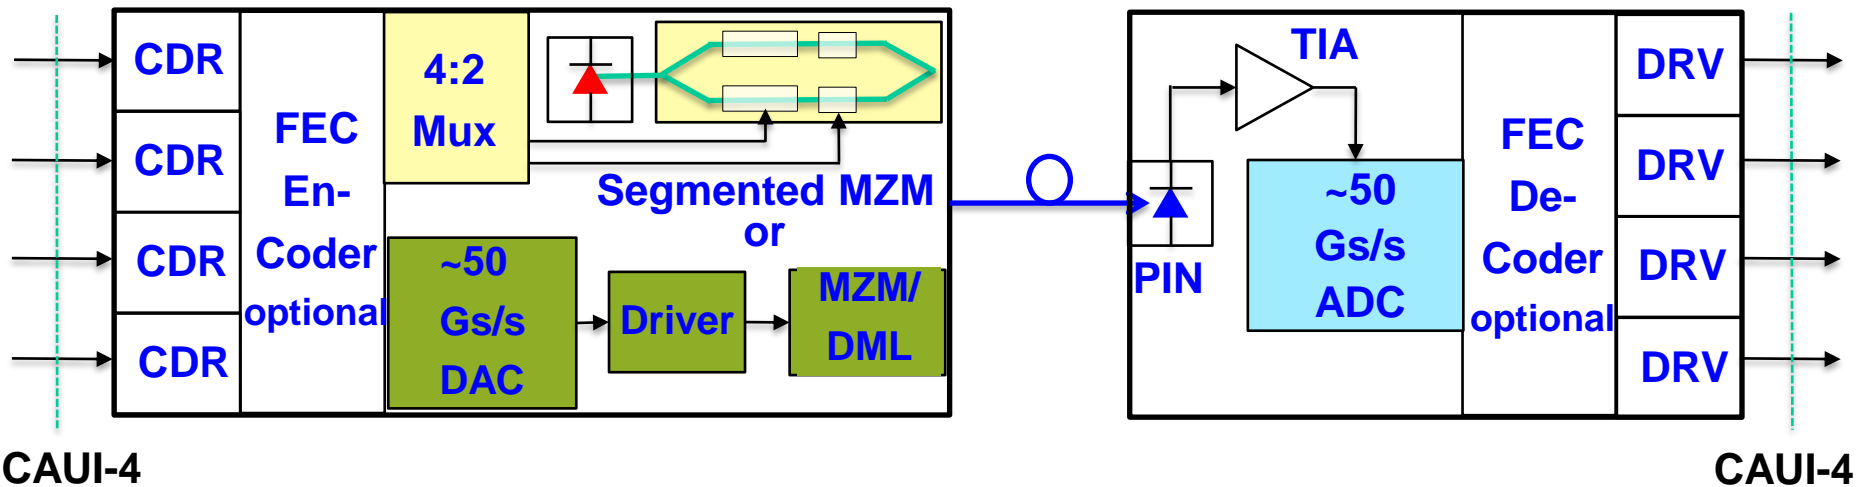 CDR
CDR
CDR
CDR
FEC
En-
Coder
optional
4:2
Mux
Segmented MZM
or
~50
Gs/s
DAC
Driver
MZM/
DML
PIN
TIA
~50
Gs/s
ADC
FEC
De-
Coder
optional
DRV
DRV
DRV
DRV
CAUI-4
CAUI-4